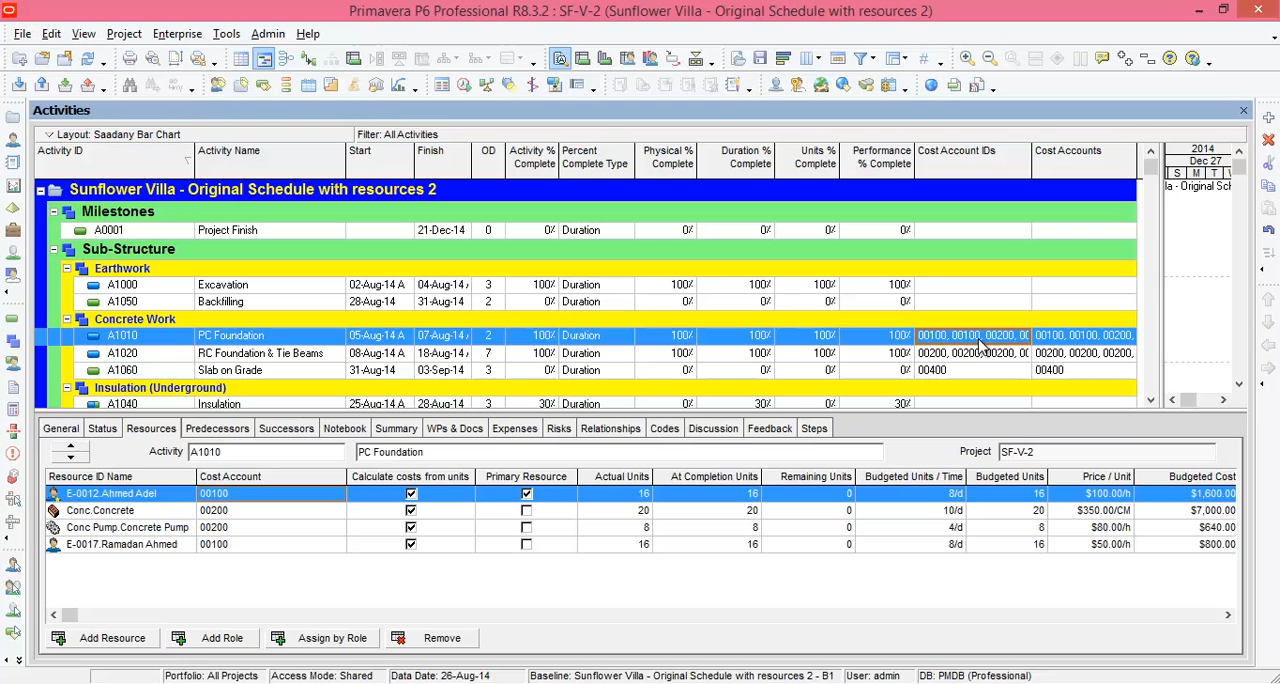 Primavera P6 Professional R8.3.2 : SF-V-2 (Sunflower Villa - Original Schedule with resources 2)
File Edit View Project Enterprise Tools Admin Help
Activities
Layout: Saadany Bar Chart Filter: All Activities
Activity ID Activity Name Start Finish OD Activity % Complete Percent Complete Type Physical % Complete Duration % Complete Units % Complete Performance % Complete Cost Account IDs Cost Accounts 2014
Dec 27
S M T
Sunflower Villa - Original Schedule with resources 2 la - Original Sch
Milestones
A0001 Project Finish 21-Dec-14 0 0% Duration 0% 0% 0% 0%
Sub-Structure
Earthwork
A1000 Excavation 02-Aug-14 A 04-Aug-14 3 100% Duration 100% 100% 100% 100%
A1050 Backfilling 28-Aug-14 31-Aug-14 2 0% Duration 0% 0% 0% 0%
Concrete Work
A1010 PC Foundation 05-Aug-14 A 07-Aug-14 2 100% Duration 100% 100% 100% 100% 00100, 00100, 00200, 00 00100, 00100, 00200,
A1020 RC Foundation & Tie Beams 08-Aug-14 A 18-Aug-14 7 100% Duration 100% 100% 100% 100% 00200, 00200, 00200, 00 00200, 00200, 00200,
A1060 Slab on Grade 31-Aug-14 03-Sep-14 3 0% Duration 0% 0% 0% 0% 00400 00400
Insulation (Underground)
A1040 Insulation 25-Aug-14 A 28-Aug-14 3 30% Duration 0% 30% 0% 30%
General Status Resources Predecessors Successors Notebook Summary WPs & Docs Expenses Risks Relationships Codes Discussion Feedback Steps
Activity A1010 PC Foundation Project SF-V-2
Resource ID Name Cost Account Calculate costs from units Primary Resource Actual Units At Completion Units Remaining Units Budgeted Units / Time Budgeted Units Price / Unit Budgeted Cost
E-0012.Ahmed Adel 00100 16 16 0 8/d 16 $100.00/h $1,600.00
Conc.Concrete 00200 20 20 0 10/d 20 $350.00/CM $7,000.00
Conc Pump.Concrete Pump 00200 8 8 0 4/d 8 $80.00/h $640.00
E-0017.Ramadan Ahmed 00100 16 16 0 8/d 16 $50.00/h $800.00
Add Resource Add Role Assign by Role Remove
Portfolio: All Projects Access Mode: Shared Data Date: 26-Aug-14 Baseline: Sunflower Villa - Original Schedule with resources 2 - B1 User: admin DB: PMDB (Professional)